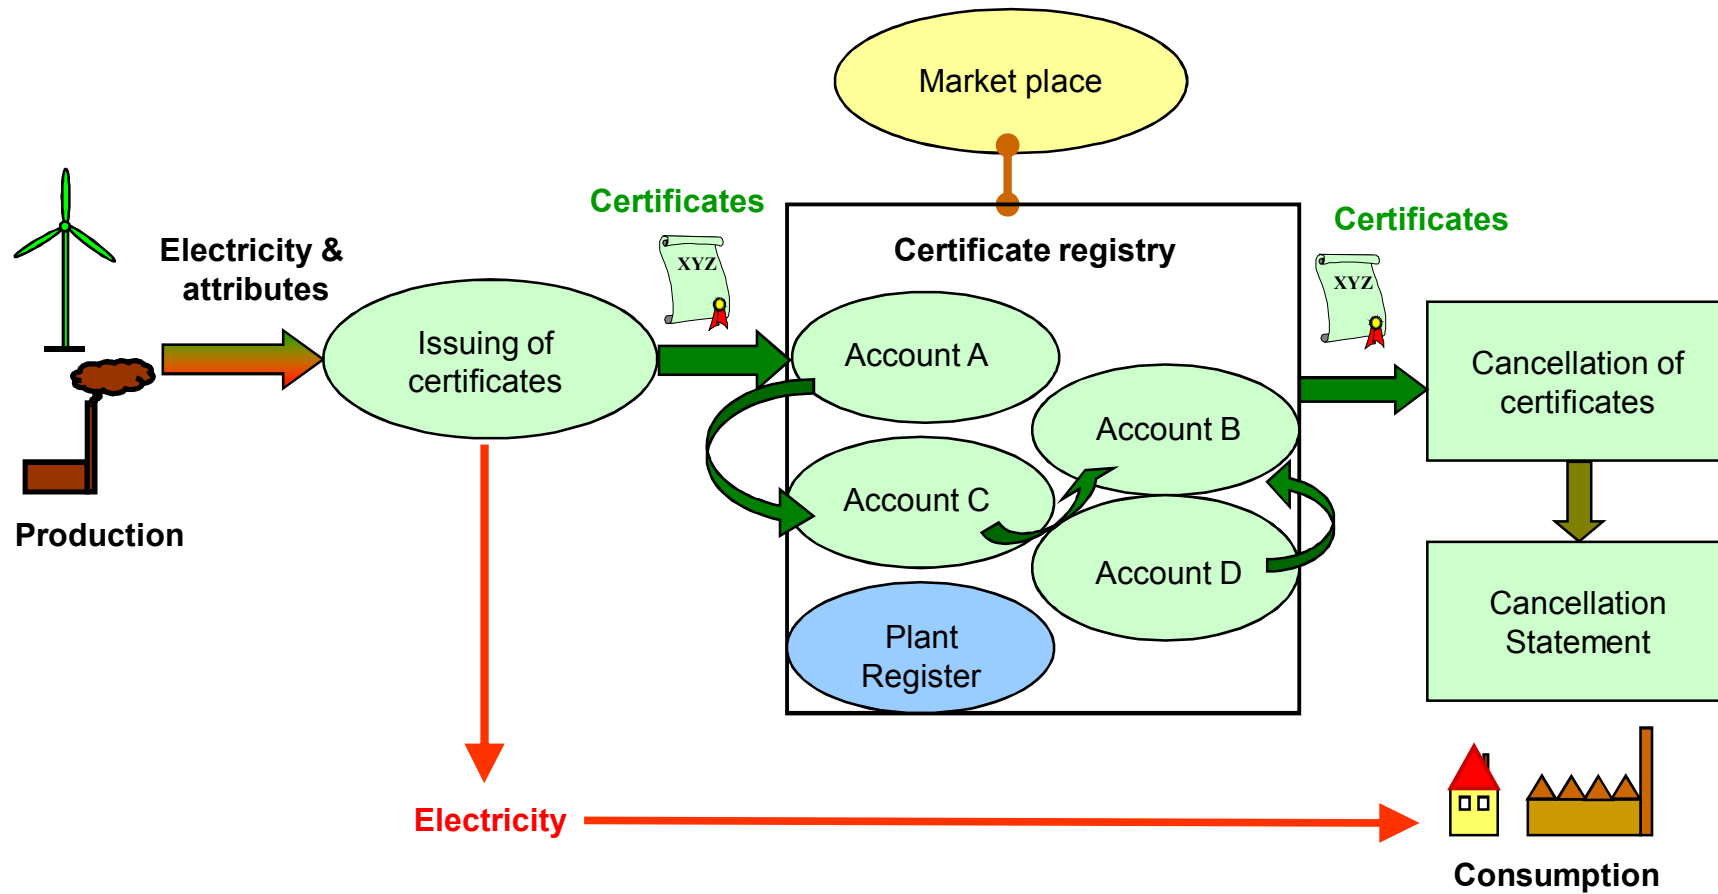 Market place
Certificates
Certificates
Electricity &
attributes
XYZ
Certificate registry
XYZ
Issuing of
certificates
Account A
Cancellation of
certificates
Account B
Account C
Production
Account D
Cancellation
Statement
Plant
Register
Electricity
Consumption